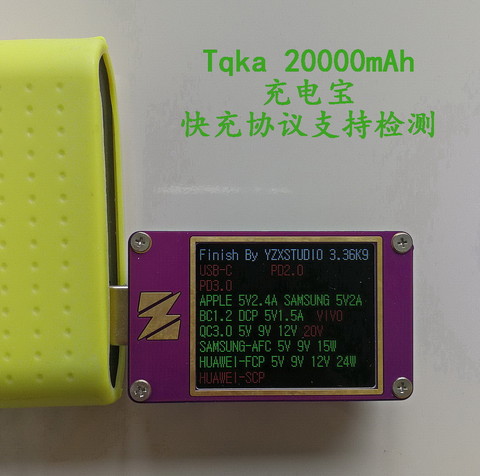 Tqka 20000mAh
充电宝
快充协议支持检测
Finish By YZXSTUDIO 3.36K9
USB-C PD2.0
PD3.0
APPLE 5V2.4A SAMSUNG 5V2A
BC1.2 DCP 5V1.5A VIVO
QC3.0 5V 9V 12V 20V
SAMSUNG-AFC 5V 9V 15W
HUAWEI-FCP 5V 9V 12V 24W
HUAWEI-SCP